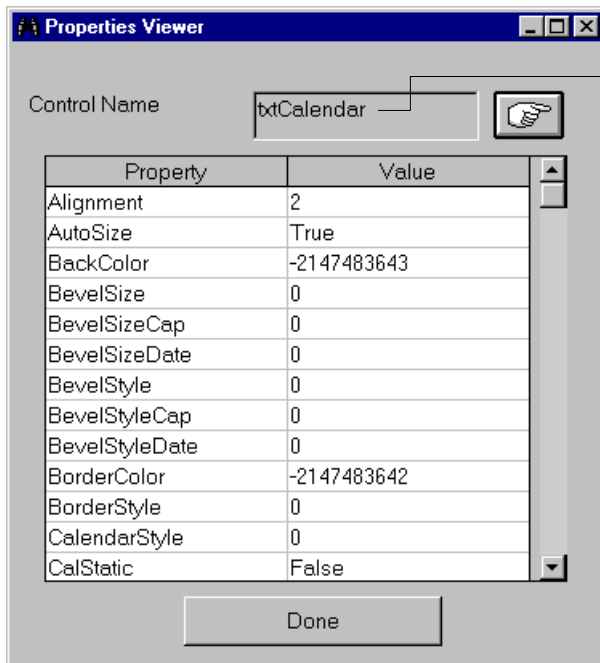 Properties Viewer
Control Name txtCalendar
Property Value
Alignment 2
AutoSize True
BackColor -2147483643
BevelSize 0
BevelSizeCap 0
BevelSizeDate 0
BevelStyle 0
BevelStyleCap 0
BevelStyleDate 0
BorderColor -2147483642
BorderStyle 0
CalendarStyle 0
CalStatic False
Done